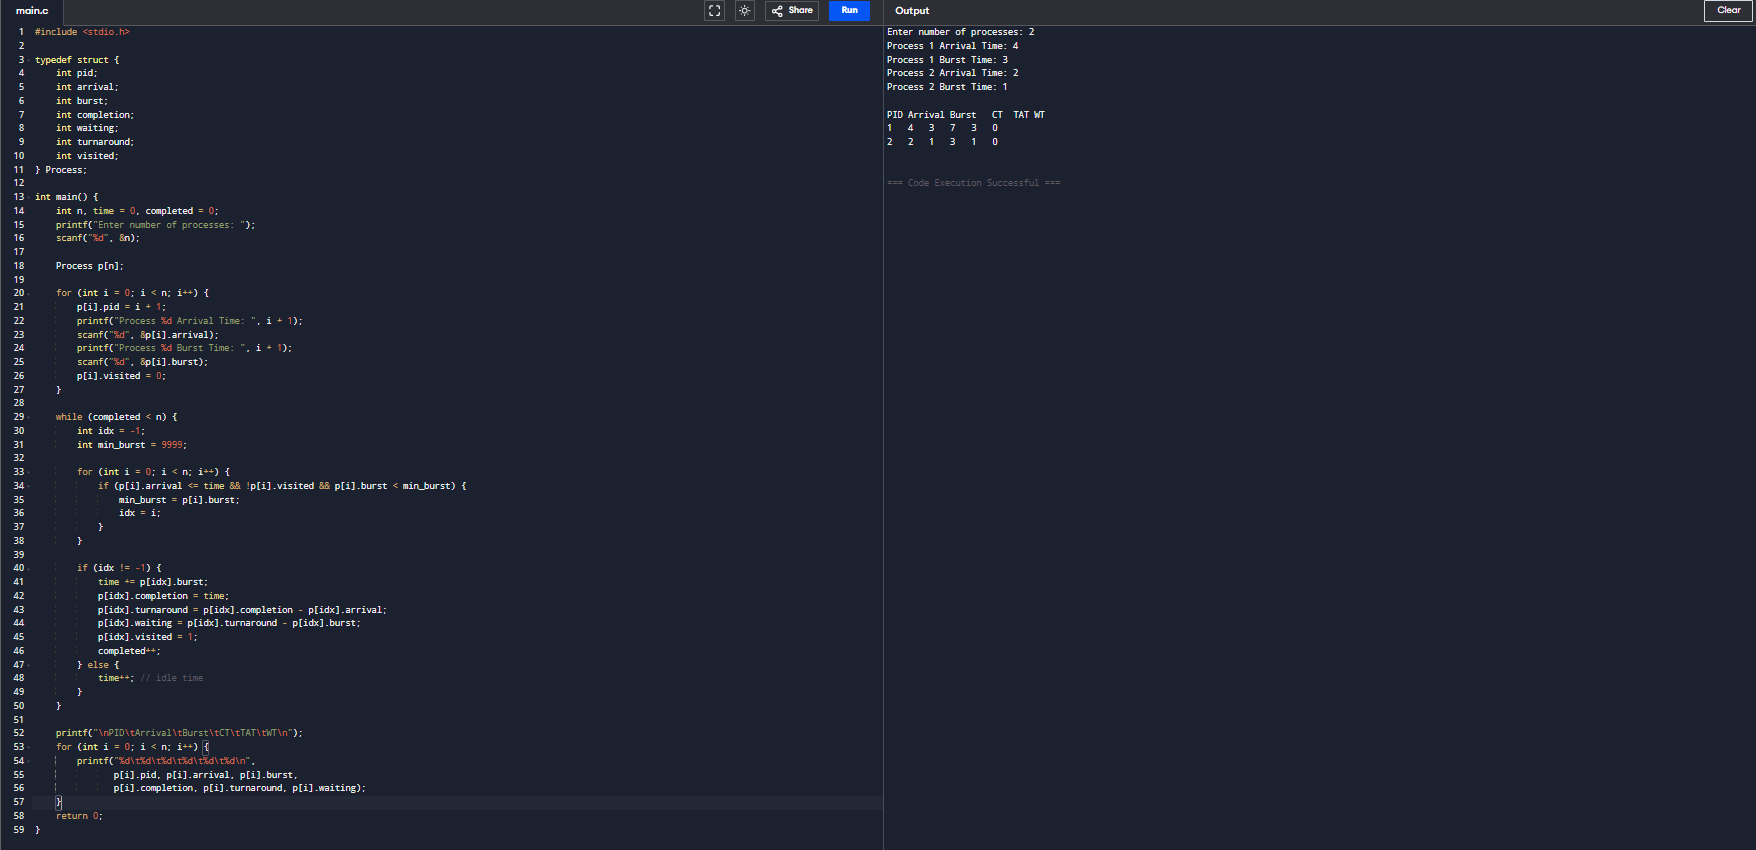 main.c
Share
Run
Output
Clear
1 #include <stdio.h>
2
3 typedef struct {
4 int pid;
5 int arrival;
6 int burst;
7 int completion;
8 int waiting;
9 int turnaround;
10 int visited;
11 } Process;
12
13 int main() {
14 int n, time = 0, completed = 0;
15 printf("Enter number of processes: ");
16 scanf("%d", &n);
17
18 Process p[n];
19
20 for (int i = 0; i < n; i++) {
21 p[i].pid = i + 1;
22 printf("Process %d Arrival Time: ", i + 1);
23 scanf("%d", &p[i].arrival);
24 printf("Process %d Burst Time: ", i + 1);
25 scanf("%d", &p[i].burst);
26 p[i].visited = 0;
27 }
28
29 while (completed < n) {
30 int idx = -1;
31 int min_burst = 9999;
32
33 for (int i = 0; i < n; i++) {
34 if (p[i].arrival <= time && !p[i].visited && p[i].burst < min_burst) {
35 min_burst = p[i].burst;
36 idx = i;
37 }
38 }
39
40 if (idx != -1) {
41 time += p[idx].burst;
42 p[idx].completion = time;
43 p[idx].turnaround = p[idx].completion - p[idx].arrival;
44 p[idx].waiting = p[idx].turnaround - p[idx].burst;
45 p[idx].visited = 1;
46 completed++;
47 } else {
48 time++; // idle time
49 }
50 }
51
52 printf("\nPID\tArrival\tBurst\tCT\tTAT\tWT\n");
53 for (int i = 0; i < n; i++) {
54 printf("%d\t%d\t%d\t%d\t%d\t%d\n",
55 p[i].pid, p[i].arrival, p[i].burst,
56 p[i].completion, p[i].turnaround, p[i].waiting);
57 }
58 return 0;
59 }
Enter number of processes: 2
Process 1 Arrival Time: 4
Process 1 Burst Time: 3
Process 2 Arrival Time: 2
Process 2 Burst Time: 1

PID Arrival Burst CT TAT WT
1 4 3 7 3 0
2 2 1 3 1 0

=== Code Execution Successful ===